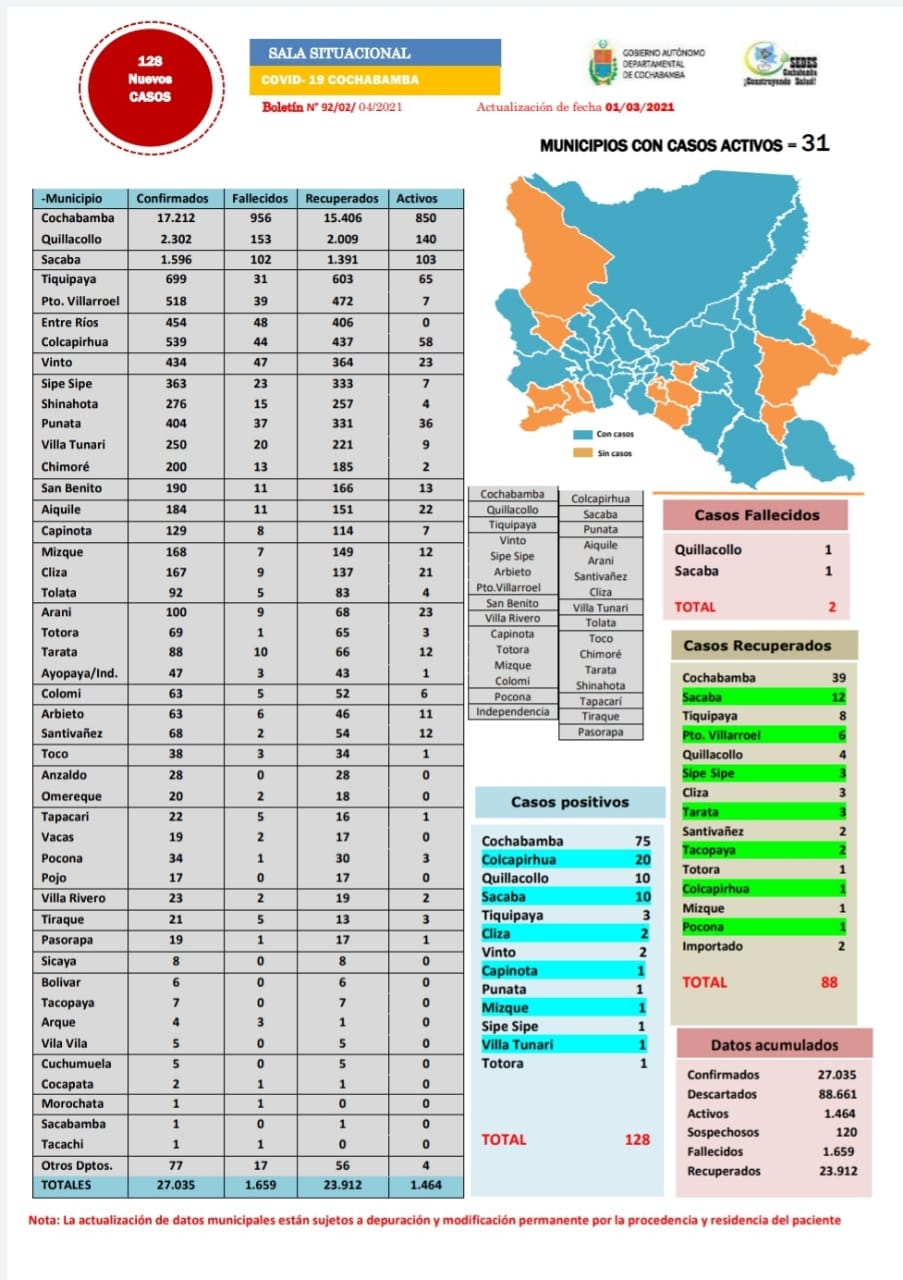 128
Nuevos
CASOS
SALA SITUACIONAL
COVID- 19 COCHABAMBA
Boletín N° 92/02/ 04/2021
Actualización de fecha 01/03/2021
GOBIERNO AUTÓNOMO
DEPARTAMENTAL
DE COCHABAMBA
SEDES
Cochabamba
¡Construyendo Salud!
MUNICIPIOS CON CASOS ACTIVOS = 31
-Municipio Confirmados Fallecidos Recuperados Activos
Cochabamba 17.212 956 15.406 850
Quillacollo 2.302 153 2.009 140
Sacaba 1.596 102 1.391 103
Tiquipaya 699 31 603 65
Pto. Villarroel 518 39 472 7
Entre Ríos 454 48 406 0
Colcapirhua 539 44 437 58
Vinto 434 47 364 23
Sipe Sipe 363 23 333 7
Shinahota 276 15 257 4
Punata 404 37 331 36
Villa Tunari 250 20 221 9
Chimoré 200 13 185 2
San Benito 190 11 166 13
Aiquile 184 11 151 22
Capinota 129 8 114 7
Mizque 168 7 149 12
Cliza 167 9 137 21
Tolata 92 5 83 4
Arani 100 9 68 23
Totora 69 1 65 3
Tarata 88 10 66 12
Ayopaya/Ind. 47 3 43 1
Colomi 63 5 52 6
Arbieto 63 6 46 11
Santivañez 68 2 54 12
Toco 38 3 34 1
Anzaldo 28 0 28 0
Omereque 20 2 18 0
Tapacari 22 5 16 1
Vacas 19 2 17 0
Pocona 34 1 30 3
Pojo 17 0 17 0
Villa Rivero 23 2 19 2
Tiraque 21 5 13 3
Pasorapa 19 1 17 1
Sicaya 8 0 8 0
Bolivar 6 0 6 0
Tacopaya 7 0 7 0
Arque 4 3 1 0
Vila Vila 5 0 5 0
Cuchumuela 5 0 5 0
Cocapata 2 1 1 0
Morochata 1 1 0 0
Sacabamba 1 0 1 0
Tacachi 1 1 0 0
Otros Dptos. 77 17 56 4
TOTALES 27.035 1.659 23.912 1.464
Con casos
Sin casos
Cochabamba
Quillacollo
Tiquipaya
Vinto
Sipe Sipe
Arbieto
Pto.Villarroel
San Benito
Villa Rivero
Capinota
Totora
Mizque
Colomi
Pocona
Independencia
Colcapirhua
Sacaba
Punata
Aiquile
Arani
Santivañez
Cliza
Villa Tunari
Tolata
Toco
Chimoré
Tarata
Shinahota
Tapacarí
Tiraque
Pasorapa
Casos Fallecidos
Quillacollo 1
Sacaba 1
TOTAL 2
Casos Recuperados
Cochabamba 39
Sacaba 12
Tiquipaya 8
Pto. Villarroel 6
Quillacollo 4
Sipe Sipe 3
Cliza 3
Tarata 3
Santivañez 2
Tacopaya 2
Totora 1
Colcapirhua 1
Mizque 1
Pocona 1
Importado 2
TOTAL 88
Casos positivos
Cochabamba 75
Colcapirhua 20
Quillacollo 10
Sacaba 10
Tiquipaya 3
Cliza 2
Vinto 2
Capinota 1
Punata 1
Mizque 1
Sipe Sipe 1
Villa Tunari 1
Totora 1
TOTAL 128
Datos acumulados
Confirmados 27.035
Descartados 88.661
Activos 1.464
Sospechosos 120
Fallecidos 1.659
Recuperados 23.912
Nota: La actualización de datos municipales están sujetos a depuración y modificación permanente por la procedencia y residencia del paciente